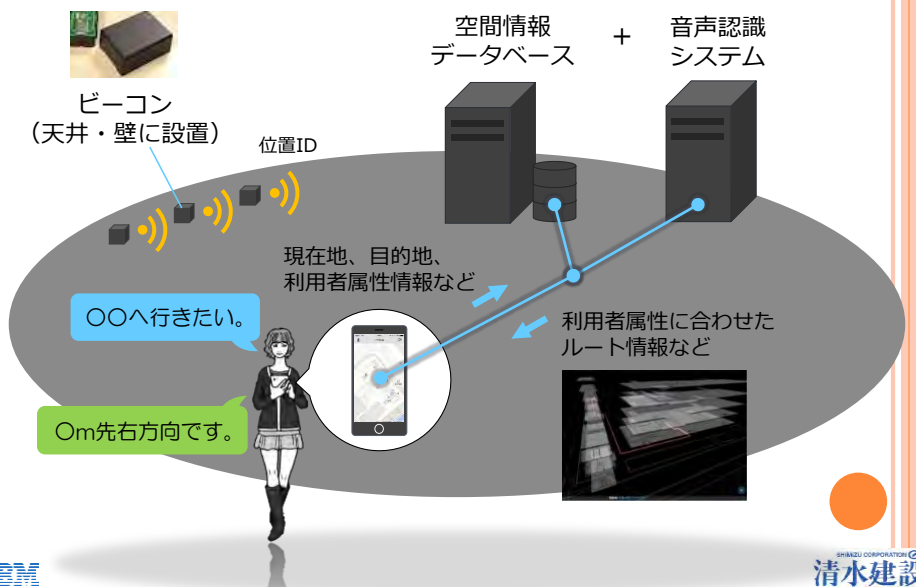 空間情報
データベース
+
音声認識
システム
ビーコン
（天井・壁に設置）
位置ID
現在地、目的地、
利用者属性情報など
〇〇へ行きたい。
利用者属性に合わせた
ルート情報など
〇m先右方向です。
IBM
SHIMIZU CORPORATION
清水建設